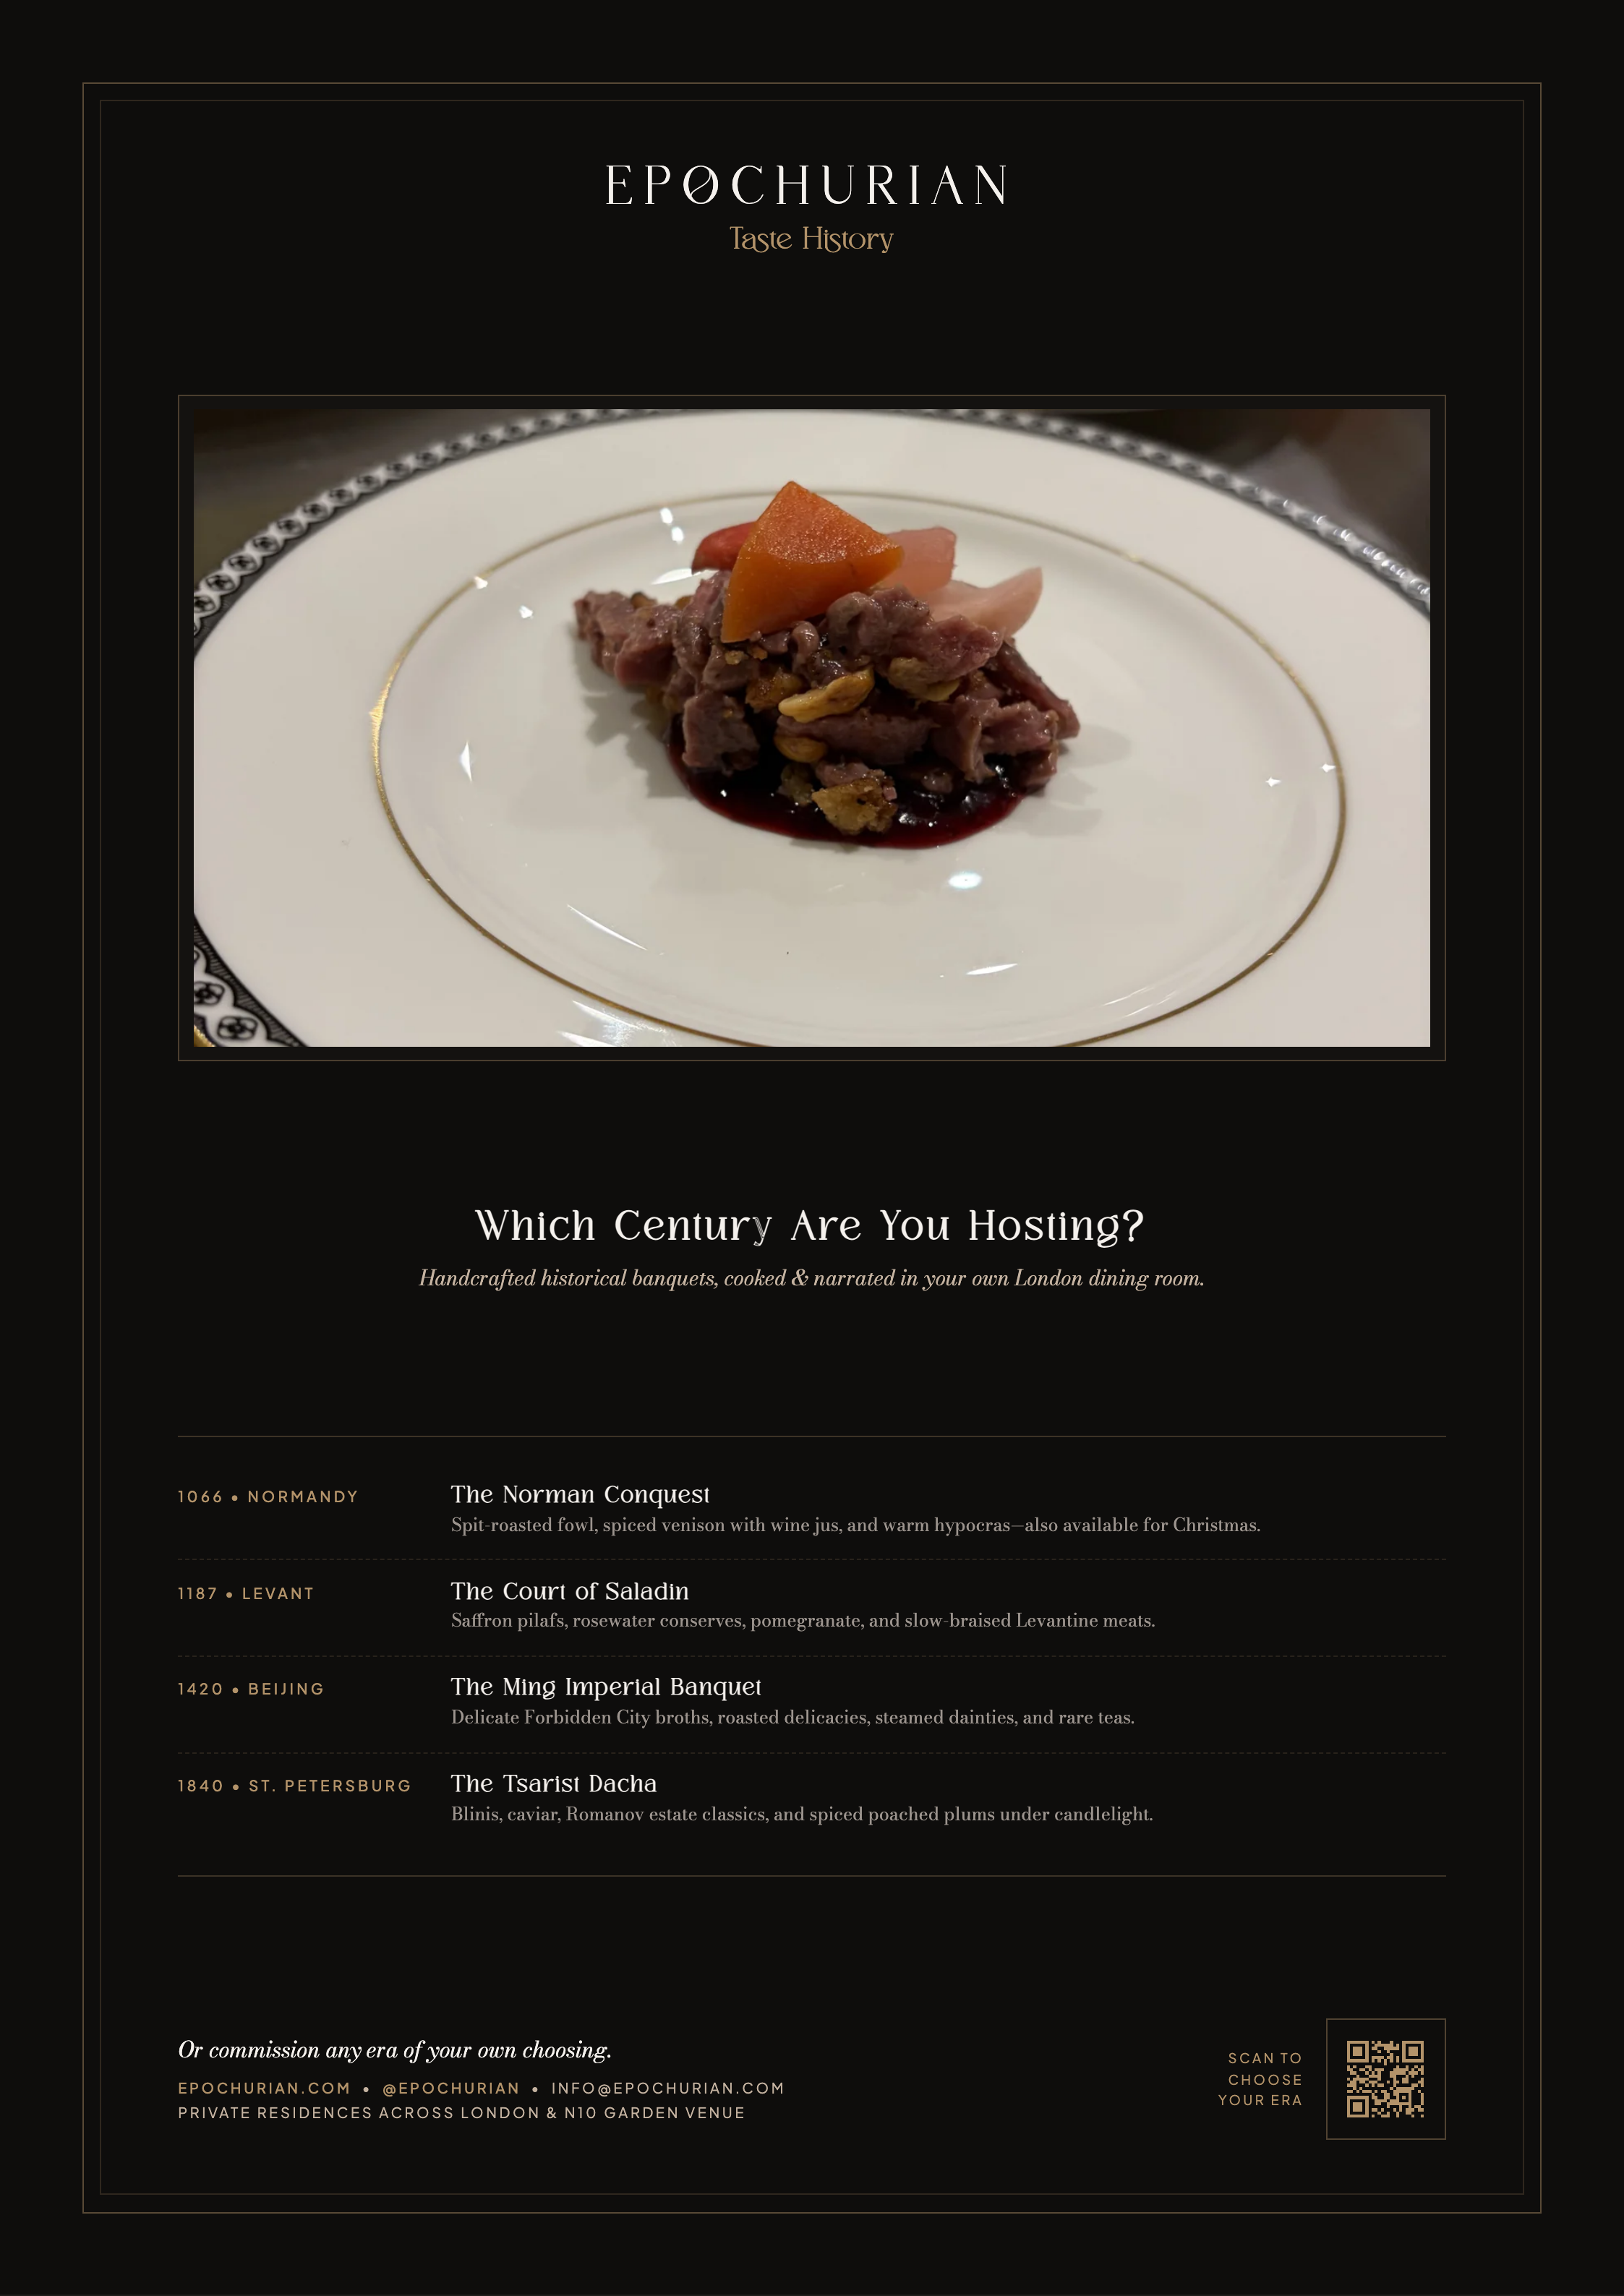 EPOCHURIAN
Taste History
Which Century Are You Hosting?
Handcrafted historical banquets, cooked & narrated in your own London dining room.
1066 • NORMANDY
The Norman Conquest
Spit-roasted fowl, spiced venison with wine jus, and warm hypocras—also available for Christmas.
1187 • LEVANT
The Court of Saladin
Saffron pilafs, rosewater conserves, pomegranate, and slow-braised Levantine meats.
1420 • BEIJING
The Ming Imperial Banquet
Delicate Forbidden City broths, roasted delicacies, steamed dainties, and rare teas.
1840 • ST. PETERSBURG
The Tsarist Dacha
Blinis, caviar, Romanov estate classics, and spiced poached plums under candlelight.
Or commission any era of your own choosing.
EPOCHURIAN.COM • @EPOCHURIAN • INFO@EPOCHURIAN.COM
PRIVATE RESIDENCES ACROSS LONDON & N10 GARDEN VENUE
SCAN TO
CHOOSE
YOUR ERA